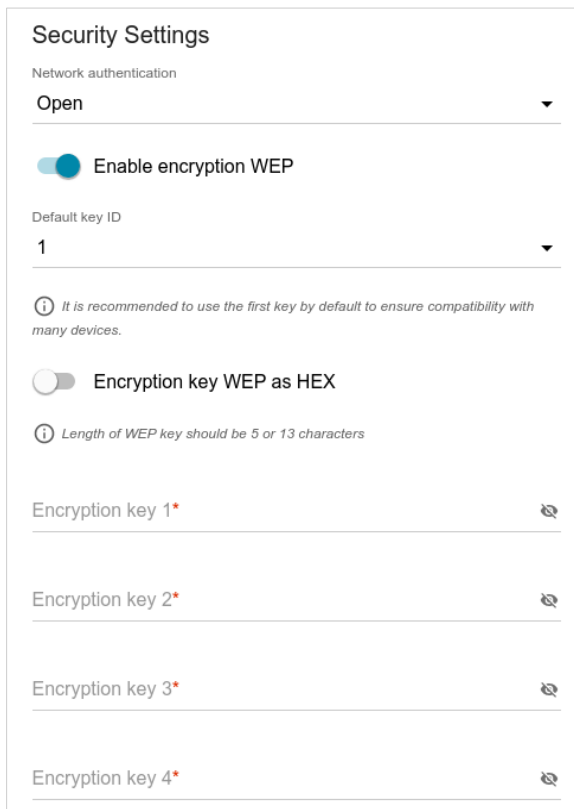 Security Settings
Network authentication
Open
Enable encryption WEP
Default key ID
1
It is recommended to use the first key by default to ensure compatibility with
many devices.
Encryption key WEP as HEX
Length of WEP key should be 5 or 13 characters
Encryption key 1*
Encryption key 2*
Encryption key 3*
Encryption key 4*